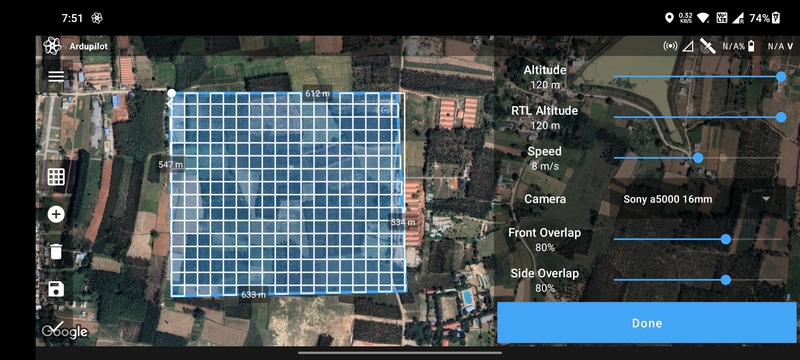 7:51
0.32
KB/S
74%
Ardupilot
N/A%
N/A V
612 m
547 m
534 m
633 m
Google
Altitude
120 m
RTL Altitude
120 m
Speed
8 m/s
Camera
Sony a5000 16mm
Front Overlap
80%
Side Overlap
80%
Done